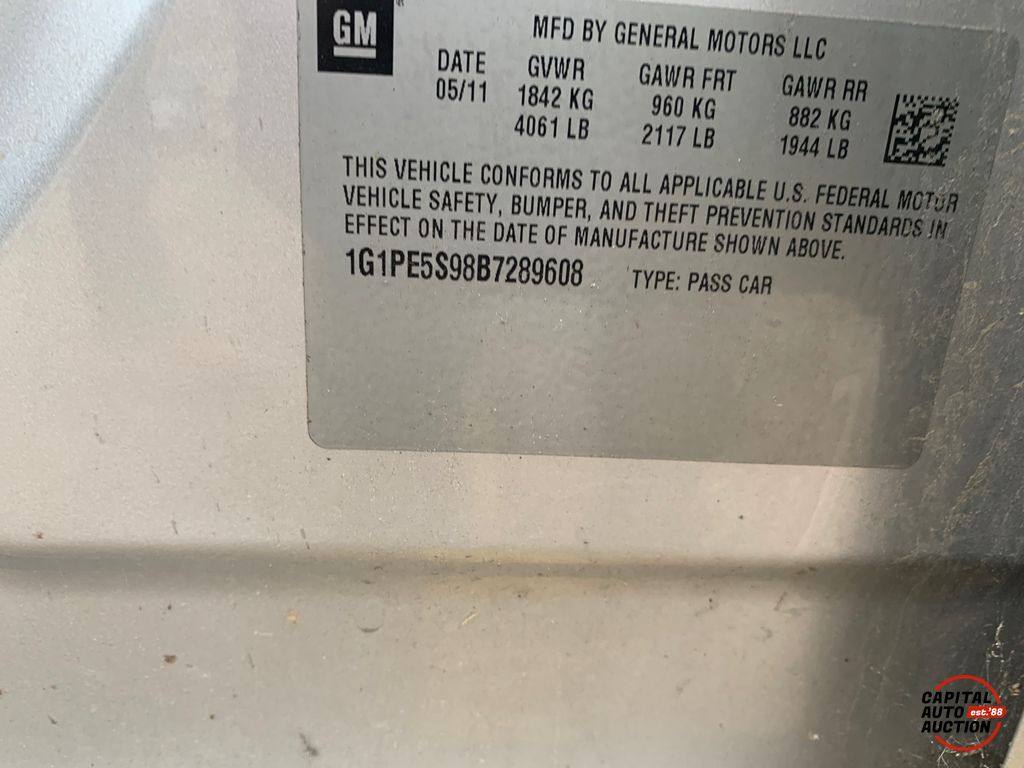 GM
MFD BY GENERAL MOTORS LLC
DATE GVWR GAWR FRT GAWR RR
05/11 1842 KG 960 KG 882 KG
4061 LB 2117 LB 1944 LB
THIS VEHICLE CONFORMS TO ALL APPLICABLE U.S. FEDERAL MOTOR
VEHICLE SAFETY, BUMPER, AND THEFT PREVENTION STANDARDS IN
EFFECT ON THE DATE OF MANUFACTURE SHOWN ABOVE.
1G1PE5S98B7289608 TYPE: PASS CAR
CAPITAL
AUTO est.'88
AUCTION